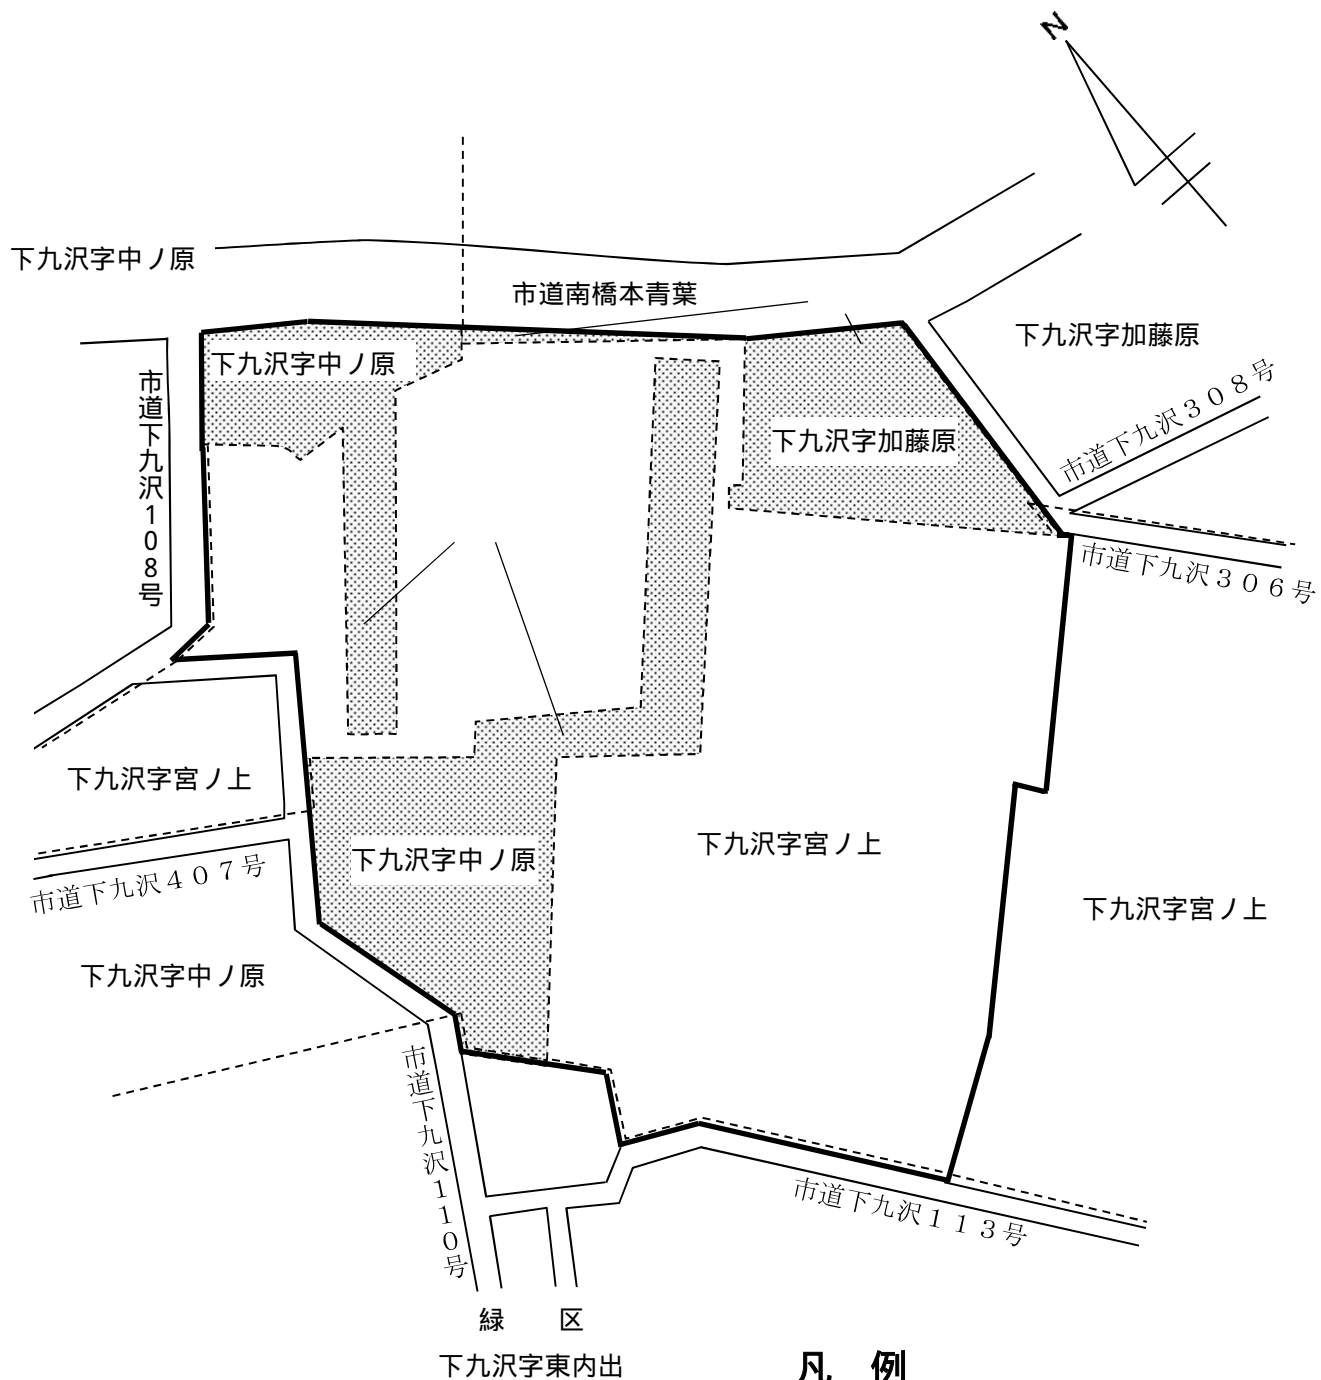 N
下九沢字中ノ原
市道南橋本青葉
下九沢字加藤原
下九沢字中ノ原
市道下九沢308号
市道下九沢108号
下九沢字加藤原
市道下九沢306号
下九沢字宮ノ上
下九沢字宮ノ上
下九沢字中ノ原
市道下九沢407号
下九沢字宮ノ上
下九沢字中ノ原
市道下九沢110号
市道下九沢113号
緑 区
下九沢字東内出
凡 例